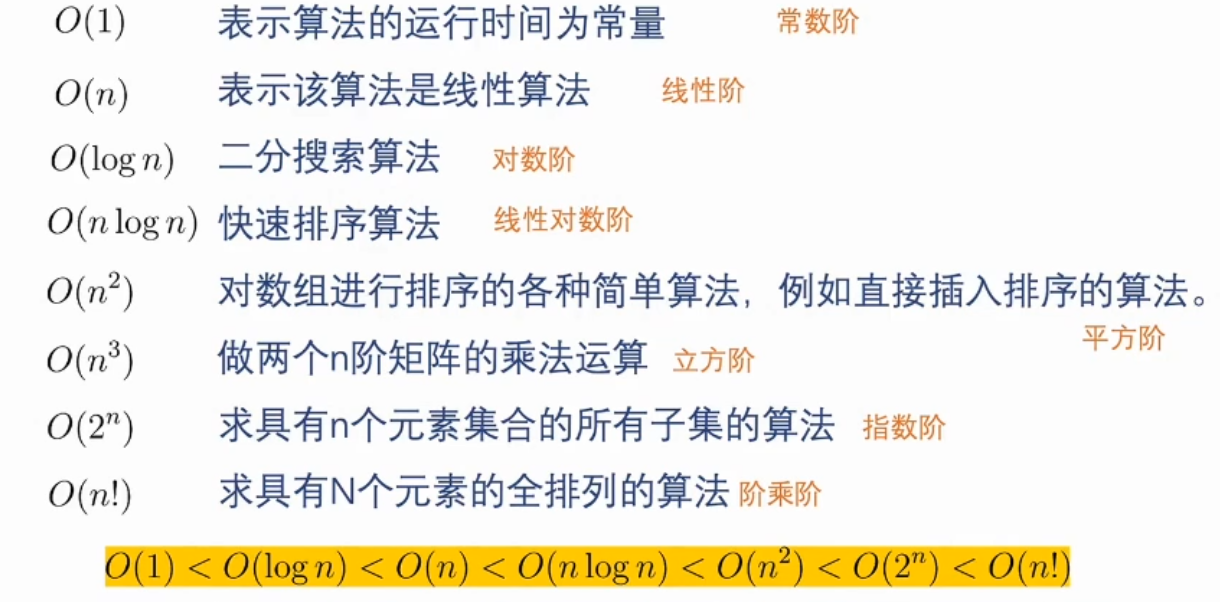 O(1) 表示算法的运行时间为常量 常数阶
O(n) 表示该算法是线性算法 线性阶
O(log n) 二分搜索算法 对数阶
O(n log n) 快速排序算法 线性对数阶
O(n²) 对数组进行排序的各种简单算法，例如直接插入排序的算法。
平方阶
O(n³) 做两个n阶矩阵的乘法运算 立方阶
O(2ⁿ) 求具有n个元素集合的所有子集的算法 指数阶
O(n!) 求具有N个元素的全排列的算法 阶乘阶
O(1) < O(log n) < O(n) < O(n log n) < O(n²) < O(2ⁿ) < O(n!)